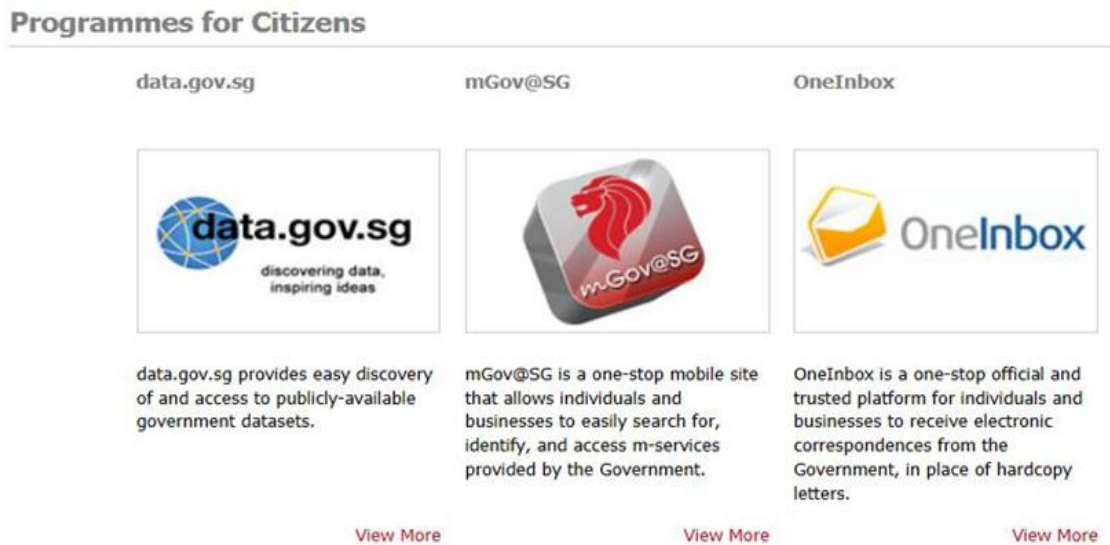 Programmes for Citizens
data.gov.sg
mGov@SG
OneInbox
data.gov.sg
discovering data,
inspiring ideas
mGov@SG
OneInbox
data.gov.sg provides easy discovery
of and access to publicly-available
government datasets.
mGov@SG is a one-stop mobile site
that allows individuals and
businesses to easily search for,
identify, and access m-services
provided by the Government.
OneInbox is a one-stop official and
trusted platform for individuals and
businesses to receive electronic
correspondences from the
Government, in place of hardcopy
letters.
View More
View More
View More